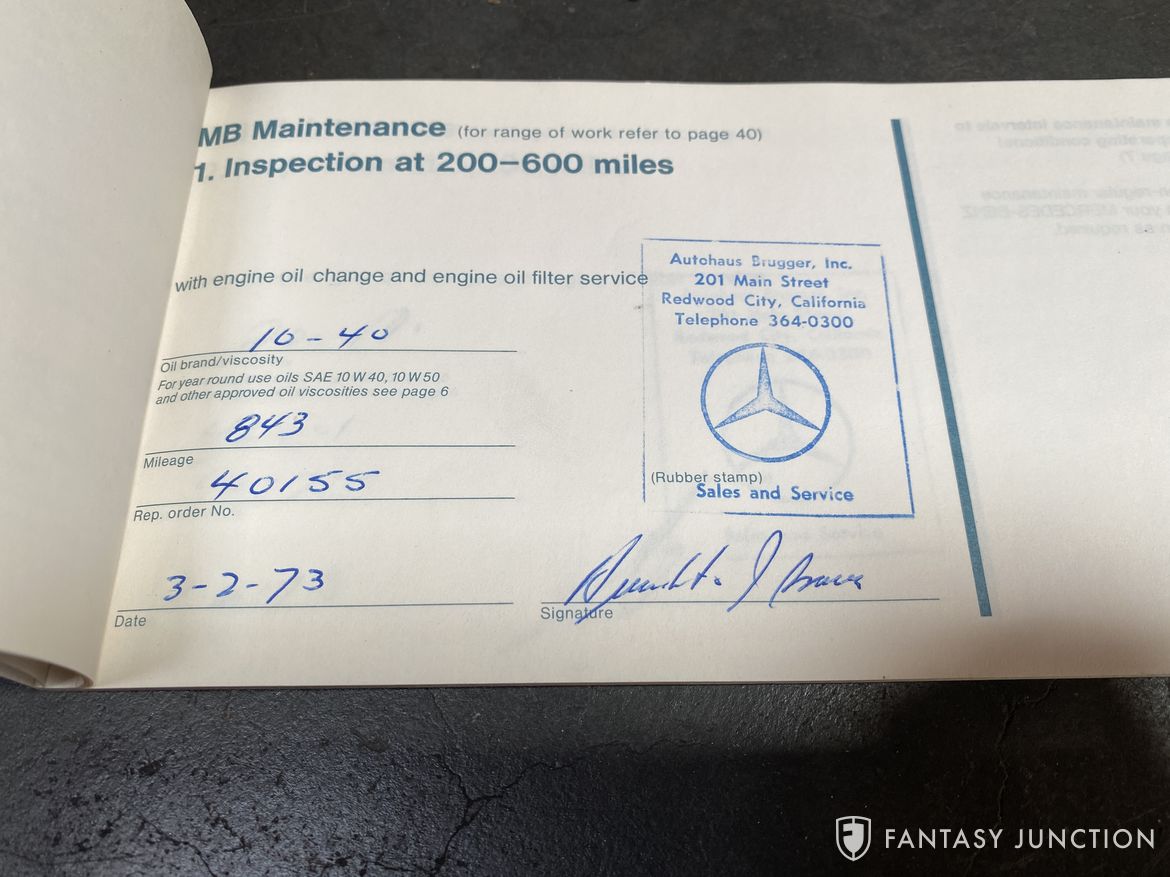 MB Maintenance (for range of work refer to page 40)
1. Inspection at 200–600 miles
with engine oil change and engine oil filter service
10-40
Oil brand/viscosity
For year round use oils SAE 10 W 40, 10 W 50
and other approved oil viscosities see page 6
843
Mileage
40155
Rep. order No.
3-2-73
Date
Autohaus Brugger, Inc.
201 Main Street
Redwood City, California
Telephone 364-0300
(Rubber stamp)
Sales and Service
Signature
FANTASY JUNCTION